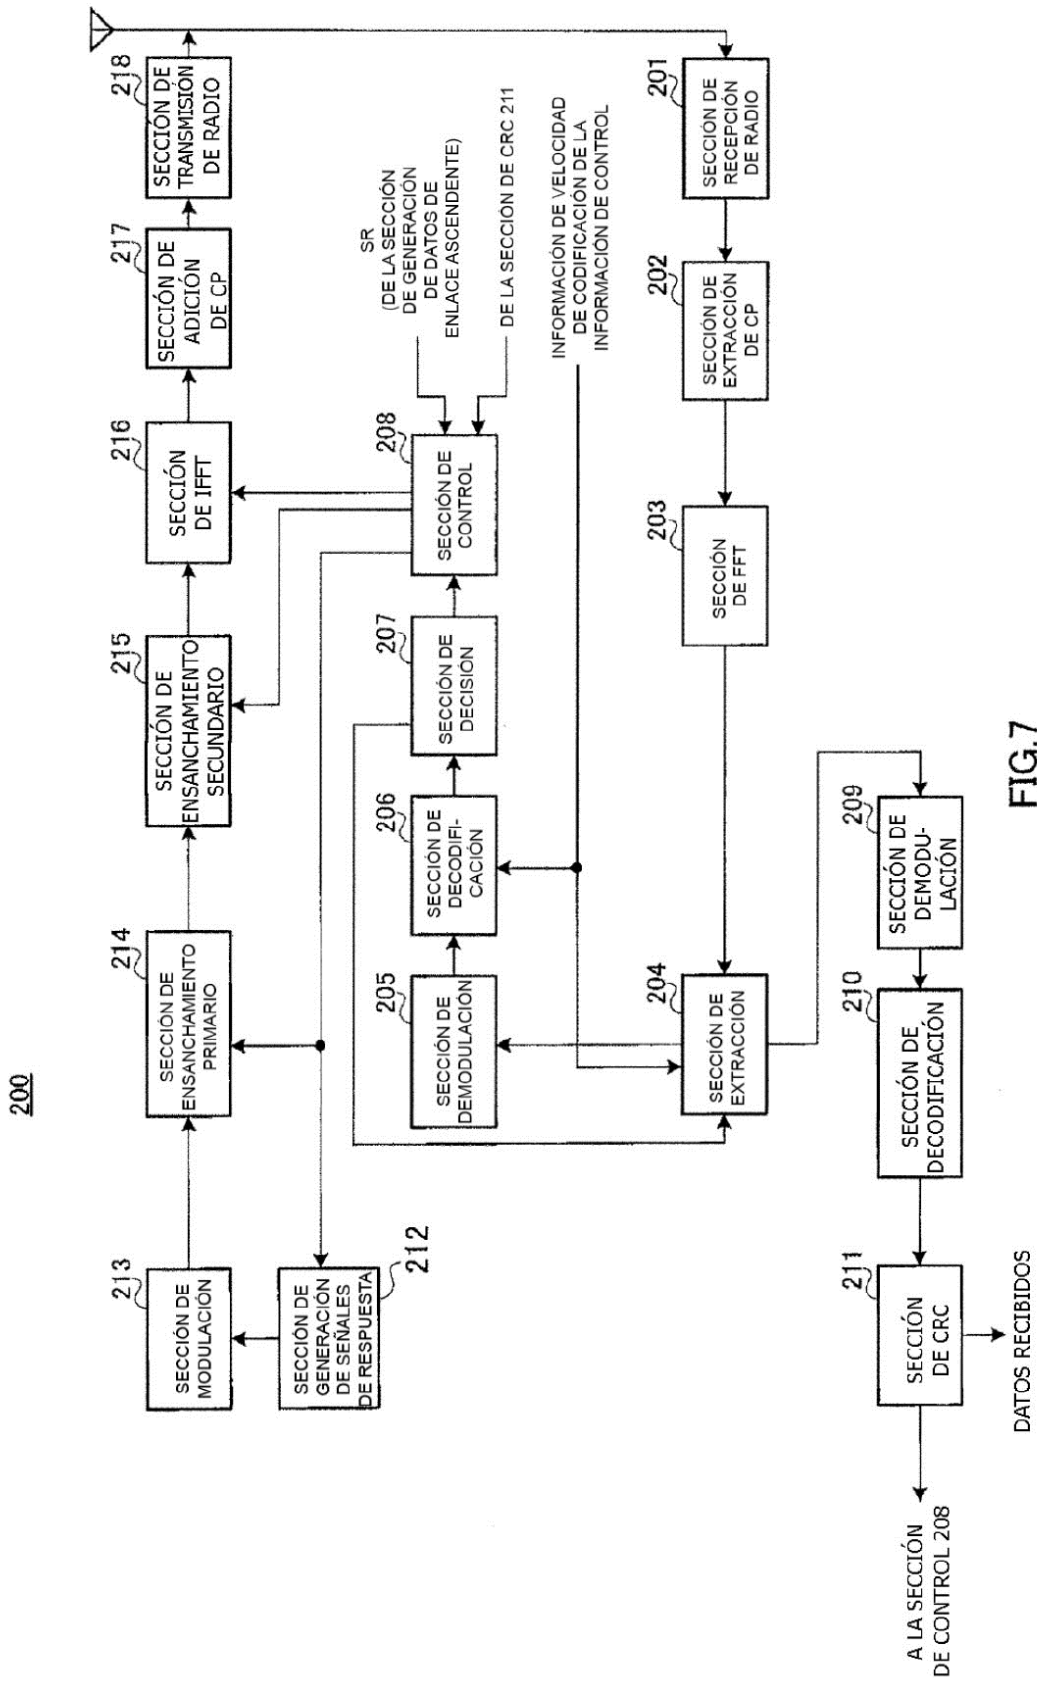 200
213
SECCIÓN DE
MODULACIÓN
214
SECCIÓN DE
ENSANCHAMIENTO
PRIMARIO
215
SECCIÓN DE
ENSANCHAMIENTO
SECUNDARIO
216
SECCIÓN
DE IFFT
217
SECCIÓN DE
ADICIÓN
DE CP
218
SECCIÓN DE
TRANSMISIÓN
DE RADIO
SECCIÓN DE
GENERACIÓN
DE SEÑALES
DE RESPUESTA
212
205
SECCIÓN DE
DEMODULACIÓN
206
SECCIÓN DE
DECODIFI-
CACIÓN
207
SECCIÓN DE
DECISIÓN
208
SECCIÓN DE
CONTROL
SR
(DE LA SECCIÓN
DE GENERACIÓN
DE DATOS DE
ENLACE ASCENDENTE)
DE LA SECCIÓN DE CRC 211
INFORMACIÓN DE VELOCIDAD
DE CODIFICACIÓN DE LA
INFORMACIÓN DE CONTROL
204
SECCIÓN DE
EXTRACCIÓN
203
SECCIÓN
DE FFT
202
SECCIÓN DE
EXTRACCIÓN
DE CP
201
SECCIÓN DE
RECEPCIÓN
DE RADIO
A LA SECCIÓN
DE CONTROL 208
211
SECCIÓN
DE CRC
DATOS RECIBIDOS
210
SECCIÓN DE
DECODIFICACIÓN
209
SECCIÓN DE
DEMODU-
LACIÓN
FIG.7